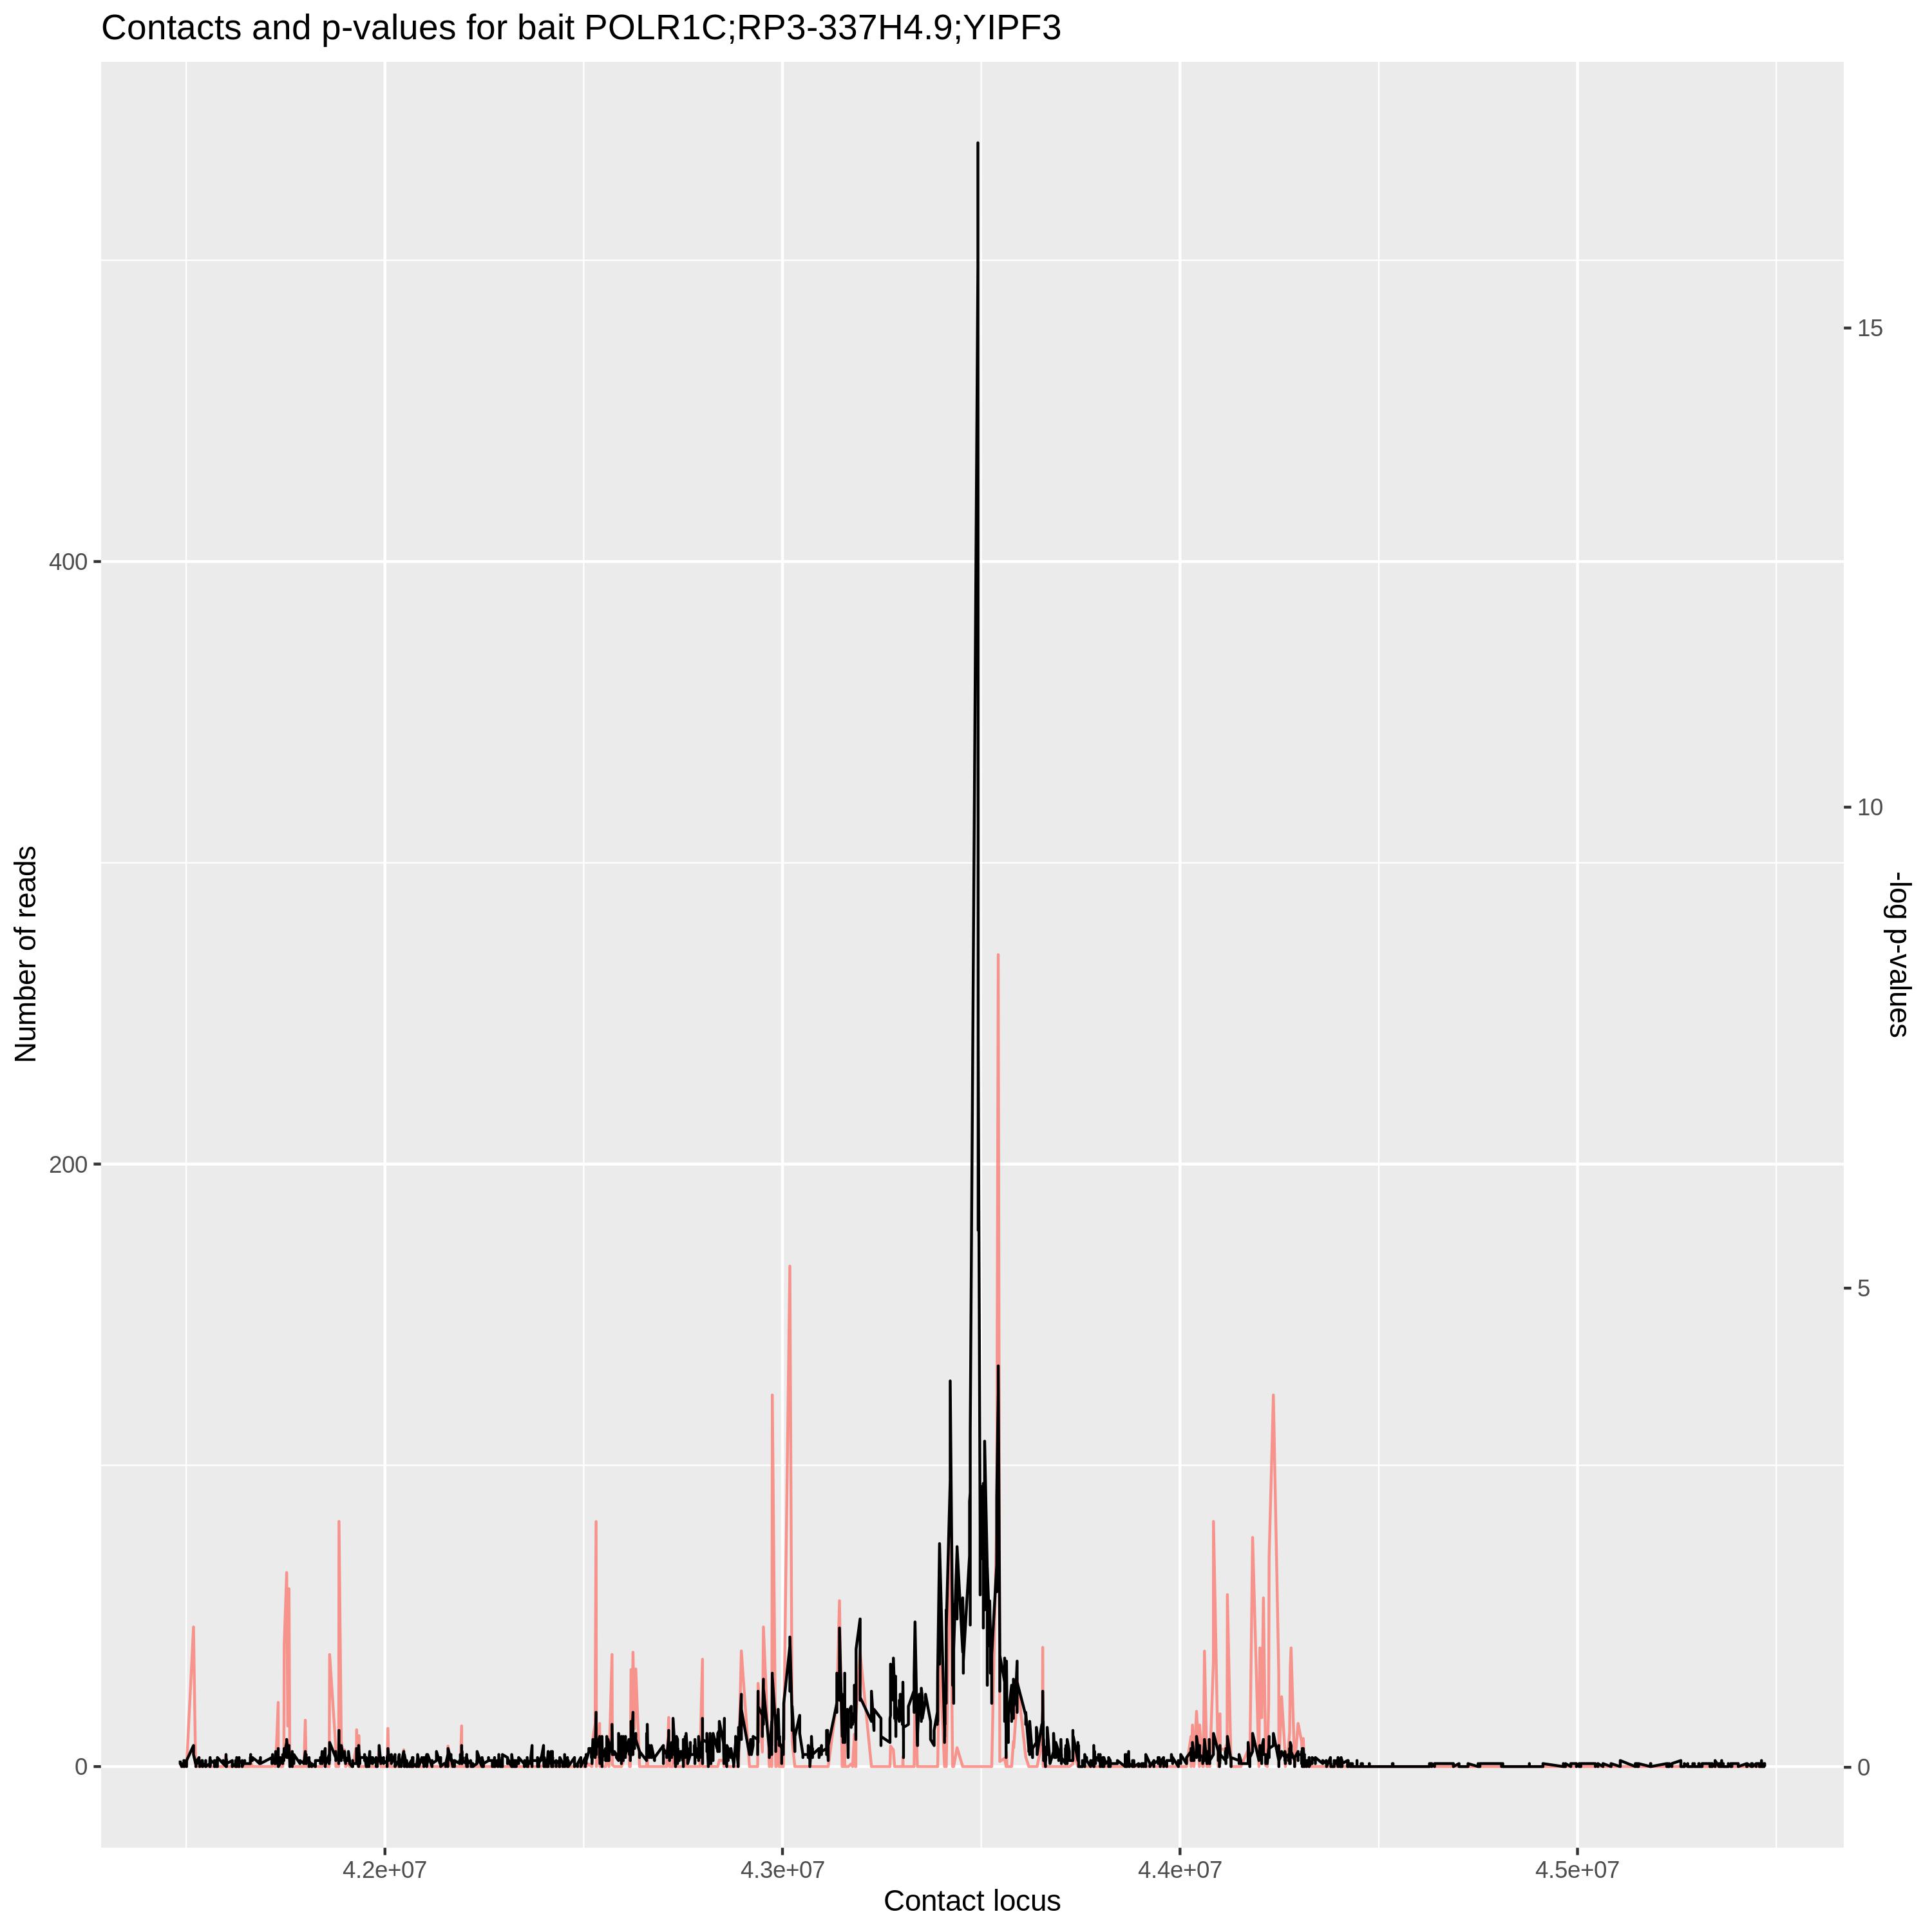 Contacts and p-values for bait POLR1C;RP3-337H4.9;YIPF3
Number of reads
400
200
0
15
10
5
0
-log p-values
4.2e+07 4.3e+07 4.4e+07 4.5e+07
Contact locus